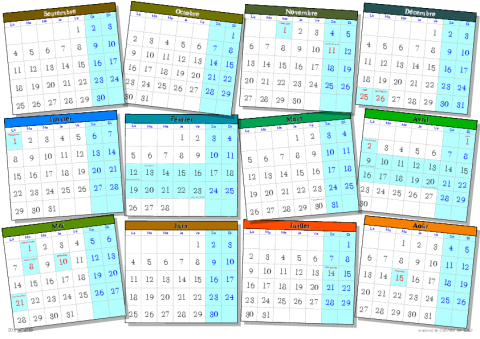 Septembre
Lu Ma Me Je Ve Sa Di
1 2 3
4 5 6 7 8 9 10
11 12 13 14 15 16 17
18 19 20 21 22 23 24
25 26 27 28 29 30
Octobre
Lu Ma Me Je Ve Sa Di
1
2 3 4 5 6 7 8
9 10 11 12 13 14 15
16 17 18 19 20 21 22
23 24 25 26 27 28 29
30 31
Novembre
Lu Ma Me Je Ve Sa Di
1 2 3 4 5
6 7 8 9 10 11 12
13 14 15 16 17 18 19
20 21 22 23 24 25 26
27 28 29 30
Décembre
Lu Ma Me Je Ve Sa Di
1 2 3
4 5 6 7 8 9 10
11 12 13 14 15 16 17
18 19 20 21 22 23 24
25 26 27 28 29 30 31
Janvier
Lu Ma Me Je Ve Sa Di
1 2 3 4 5 6 7
8 9 10 11 12 13 14
15 16 17 18 19 20 21
22 23 24 25 26 27 28
29 30 31
Février
Lu Ma Me Je Ve Sa Di
1 2 3 4
5 6 7 8 9 10 11
12 13 14 15 16 17 18
19 20 21 22 23 24 25
26 27 28
Mars
Lu Ma Me Je Ve Sa Di
1 2 3 4
5 6 7 8 9 10 11
12 13 14 15 16 17 18
19 20 21 22 23 24 25
26 27 28 29 30 31
Avril
Lu Ma Me Je Ve Sa Di
1
2 3 4 5 6 7 8
9 10 11 12 13 14 15
16 17 18 19 20 21 22
23 24 25 26 27 28 29
30
Mai
Lu Ma Me Je Ve Sa Di
1 2 3 4 5 6
7 8 9 10 11 12 13
14 15 16 17 18 19 20
21 22 23 24 25 26 27
28 29 30 31
Juin
Lu Ma Me Je Ve Sa Di
1 2 3
4 5 6 7 8 9 10
11 12 13 14 15 16 17
18 19 20 21 22 23 24
25 26 27 28 29 30
Juillet
Lu Ma Me Je Ve Sa Di
1
2 3 4 5 6 7 8
9 10 11 12 13 14 15
16 17 18 19 20 21 22
23 24 25 26 27 28 29
30 31
Août
Lu Ma Me Je Ve Sa Di
1 2 3 4 5
6 7 8 9 10 11 12
13 14 15 16 17 18 19
20 21 22 23 24 25 26
27 28 29 30 31